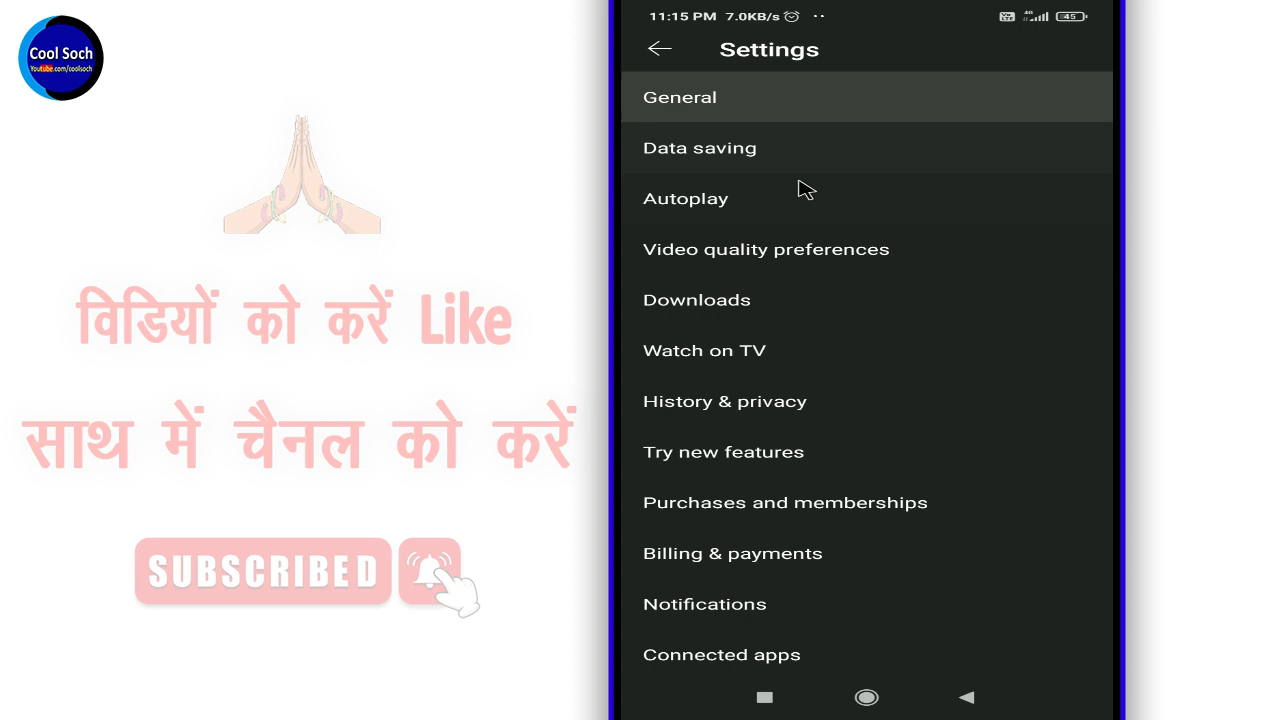 Cool Soch
Youtube.com/coolsoch
विडियों को करें Like
साथ में चैनल को करें
SUBSCRIBED
11:15 PM 7.0KB/s
4G
45
Settings
General
Data saving
Autoplay
Video quality preferences
Downloads
Watch on TV
History & privacy
Try new features
Purchases and memberships
Billing & payments
Notifications
Connected apps